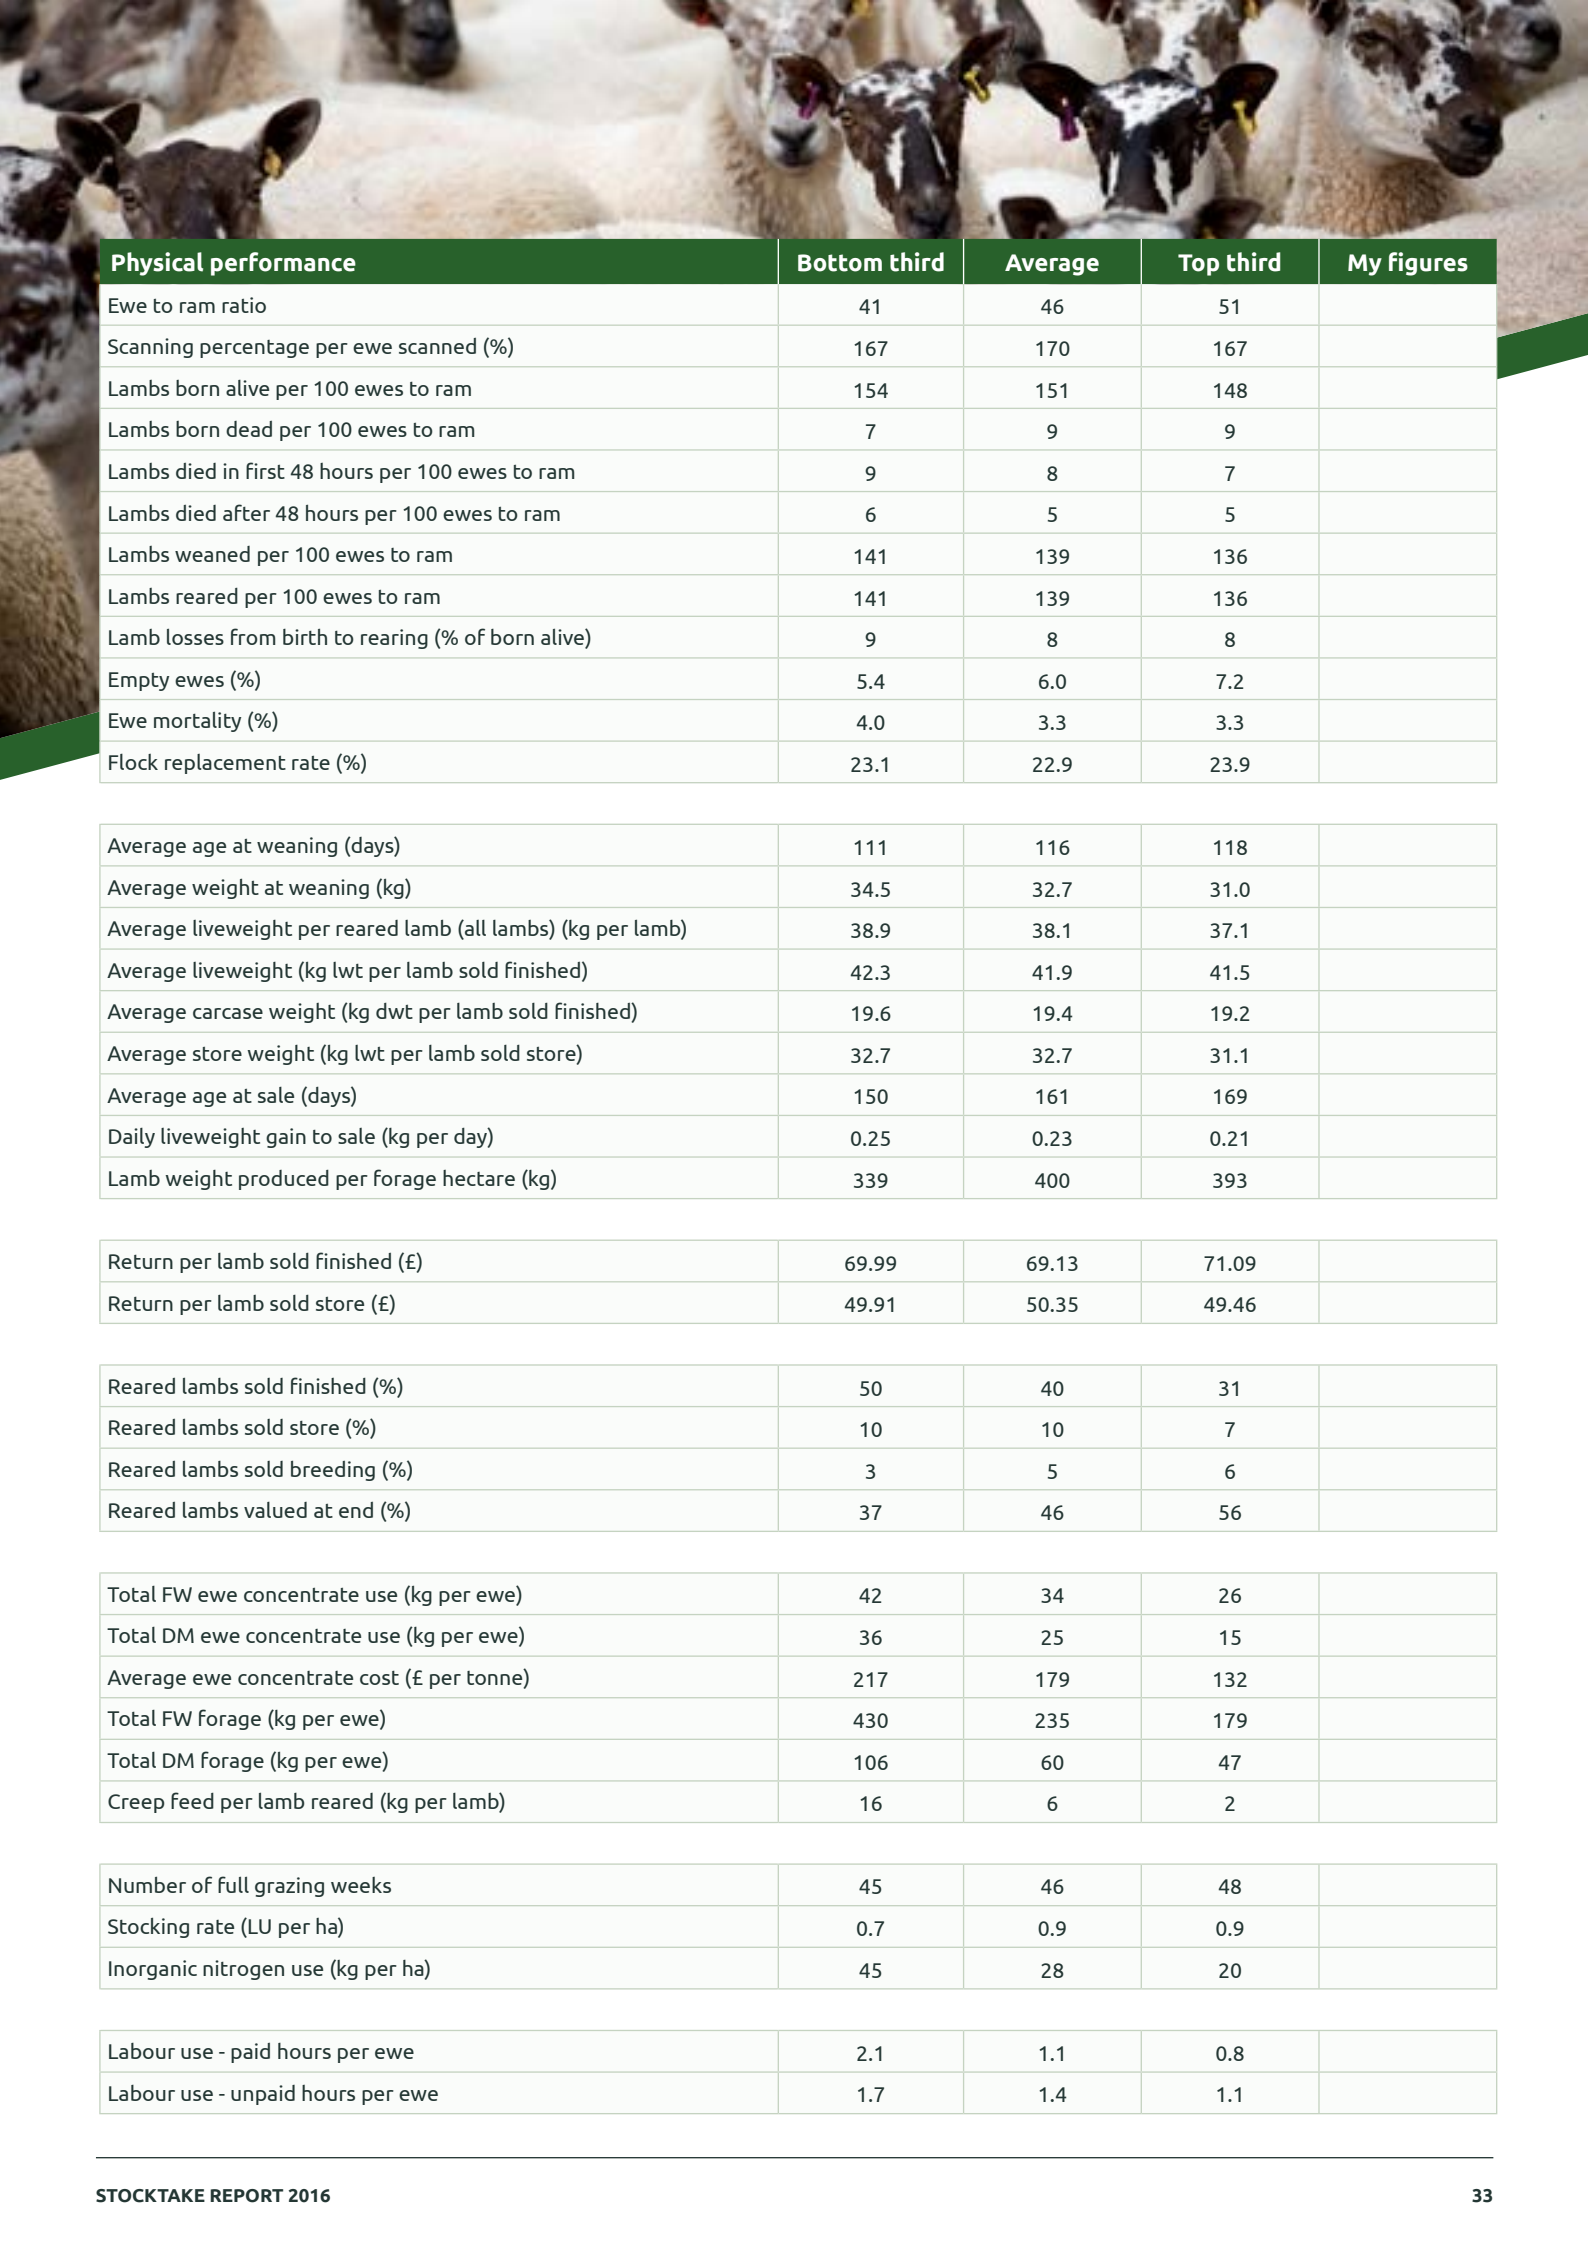 Physical performance Bottom third Average Top third My figures
Ewe to ram ratio 41 46 51
Scanning percentage per ewe scanned (%) 167 170 167
Lambs born alive per 100 ewes to ram 154 151 148
Lambs born dead per 100 ewes to ram 7 9 9
Lambs died in first 48 hours per 100 ewes to ram 9 8 7
Lambs died after 48 hours per 100 ewes to ram 6 5 5
Lambs weaned per 100 ewes to ram 141 139 136
Lambs reared per 100 ewes to ram 141 139 136
Lamb losses from birth to rearing (% of born alive) 9 8 8
Empty ewes (%) 5.4 6.0 7.2
Ewe mortality (%) 4.0 3.3 3.3
Flock replacement rate (%) 23.1 22.9 23.9
Average age at weaning (days) 111 116 118
Average weight at weaning (kg) 34.5 32.7 31.0
Average liveweight per reared lamb (all lambs) (kg per lamb) 38.9 38.1 37.1
Average liveweight (kg lwt per lamb sold finished) 42.3 41.9 41.5
Average carcase weight (kg dwt per lamb sold finished) 19.6 19.4 19.2
Average store weight (kg lwt per lamb sold store) 32.7 32.7 31.1
Average age at sale (days) 150 161 169
Daily liveweight gain to sale (kg per day) 0.25 0.23 0.21
Lamb weight produced per forage hectare (kg) 339 400 393
Return per lamb sold finished (£) 69.99 69.13 71.09
Return per lamb sold store (£) 49.91 50.35 49.46
Reared lambs sold finished (%) 50 40 31
Reared lambs sold store (%) 10 10 7
Reared lambs sold breeding (%) 3 5 6
Reared lambs valued at end (%) 37 46 56
Total FW ewe concentrate use (kg per ewe) 42 34 26
Total DM ewe concentrate use (kg per ewe) 36 25 15
Average ewe concentrate cost (£ per tonne) 217 179 132
Total FW forage (kg per ewe) 430 235 179
Total DM forage (kg per ewe) 106 60 47
Creep feed per lamb reared (kg per lamb) 16 6 2
Number of full grazing weeks 45 46 48
Stocking rate (LU per ha) 0.7 0.9 0.9
Inorganic nitrogen use (kg per ha) 45 28 20
Labour use - paid hours per ewe 2.1 1.1 0.8
Labour use - unpaid hours per ewe 1.7 1.4 1.1
STOCKTAKE REPORT 2016 33